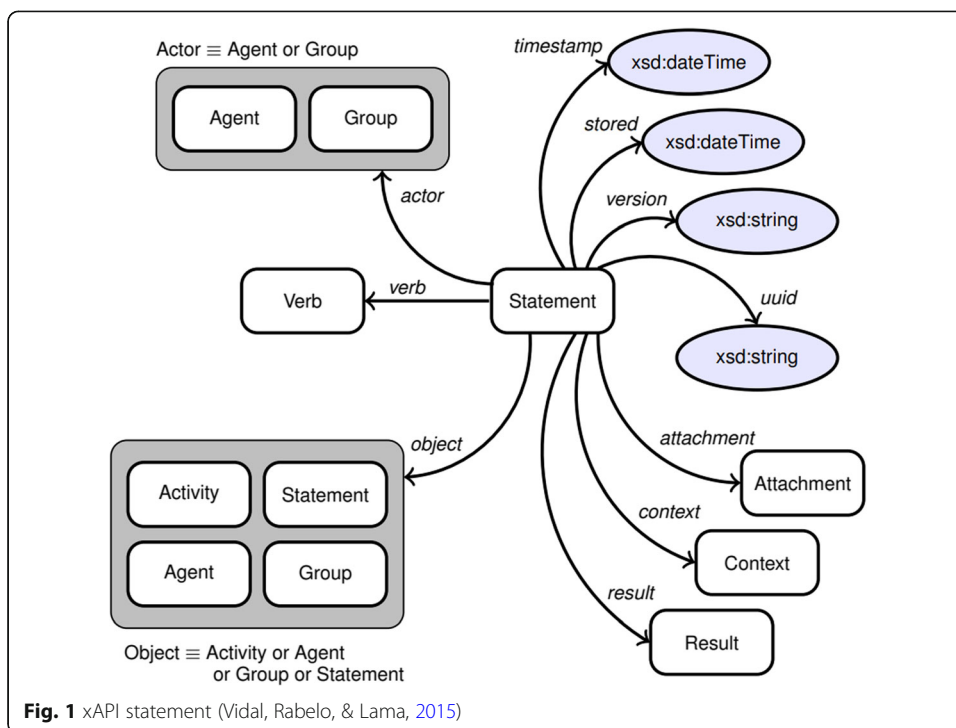 Actor ≡ Agent or Group
Agent
Group
actor
timestamp
xsd:dateTime
stored
xsd:dateTime
version
xsd:string
uuid
xsd:string
Verb
verb
Statement
object
Activity
Statement
Agent
Group
Object ≡ Activity or Agent
or Group or Statement
attachment
Attachment
context
Context
result
Result
Fig. 1 xAPI statement (Vidal, Rabelo, & Lama, 2015)